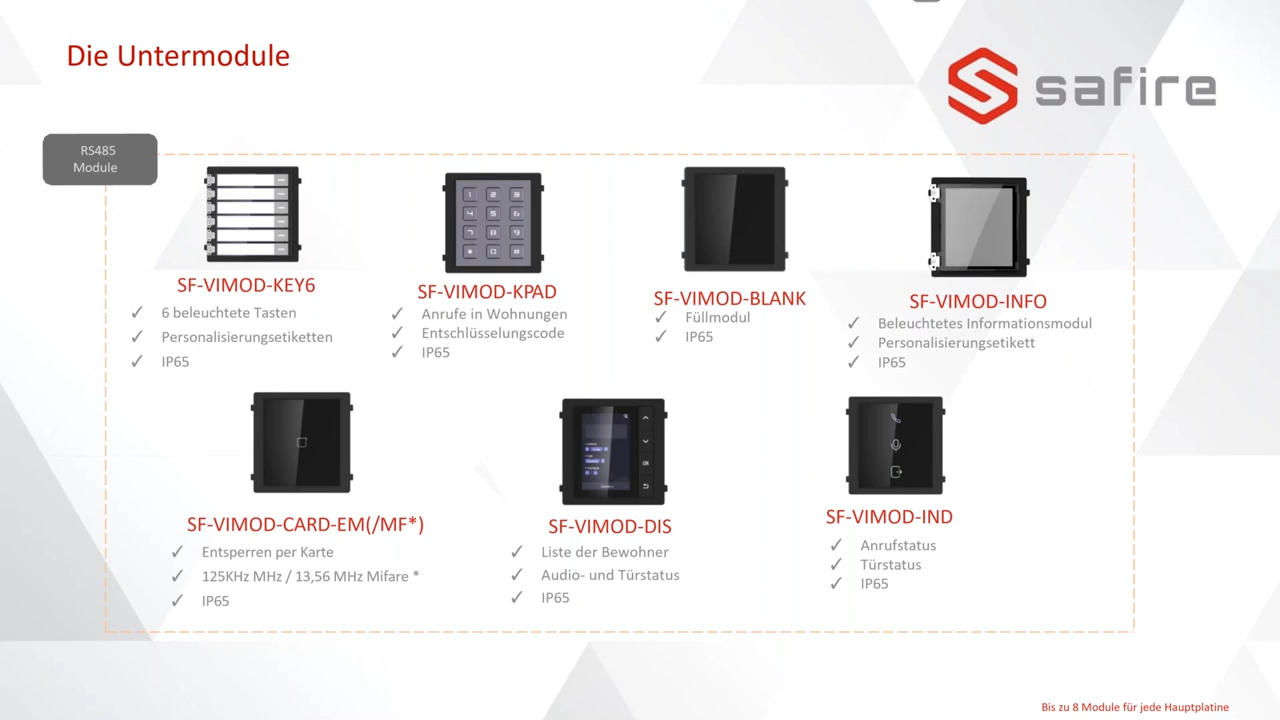 Die Untermodule
safire
RS485
Module
SF-VIMOD-KEY6
✓ 6 beleuchtete Tasten
✓ Personalisierungsetiketten
✓ IP65
SF-VIMOD-KPAD
✓ Anrufe in Wohnungen
✓ Entschlüsselungscode
✓ IP65
SF-VIMOD-BLANK
✓ Füllmodul
✓ IP65
SF-VIMOD-INFO
✓ Beleuchtetes Informationsmodul
✓ Personalisierungsetikett
✓ IP65
SF-VIMOD-CARD-EM(/MF*)
✓ Entsperren per Karte
✓ 125KHz MHz / 13,56 MHz Mifare *
✓ IP65
SF-VIMOD-DIS
✓ Liste der Bewohner
✓ Audio- und Türstatus
✓ IP65
SF-VIMOD-IND
✓ Anrufstatus
✓ Türstatus
✓ IP65
Bis zu 8 Module für jede Hauptplatine